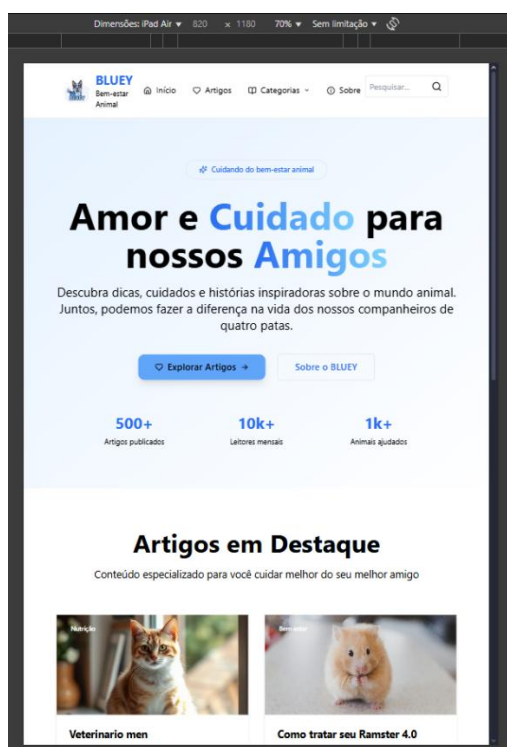 Dimensões: iPad Air ▼ 820 x 1180 70% ▼ Sem limitação ▼
BLUEY
Bem-estar
Animal
Início Artigos Categorias Sobre Pesquisar...
Cuidando do bem-estar animal
Amor e Cuidado para
nossos Amigos
Descubra dicas, cuidados e histórias inspiradoras sobre o mundo animal.
Juntos, podemos fazer a diferença na vida dos nossos companheiros de
quatro patas.
Explorar Artigos → Sobre o BLUEY
500+ 10k+ 1k+
Artigos publicados Leitores mensais Animais ajudados
Artigos em Destaque
Conteúdo especializado para você cuidar melhor do seu melhor amigo
Nutrição Bem-estar
Veterinario men Como tratar seu Ramster 4.0